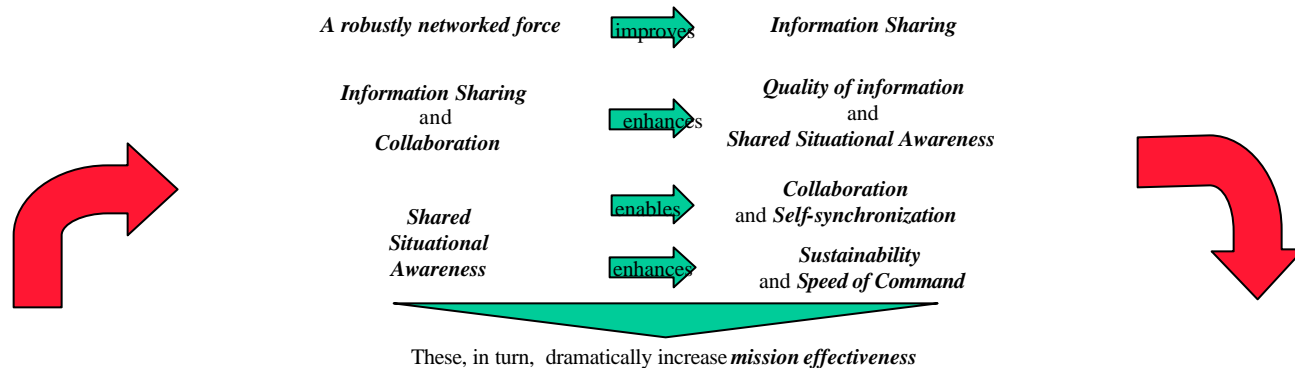 A robustly networked force improves Information Sharing
Information Sharing
and
Collaboration
enhances
Quality of information
and
Shared Situational Awareness
Shared
Situational
Awareness
enables
Collaboration
and Self-synchronization
enhances
Sustainability
and Speed of Command
These, in turn, dramatically increase mission effectiveness